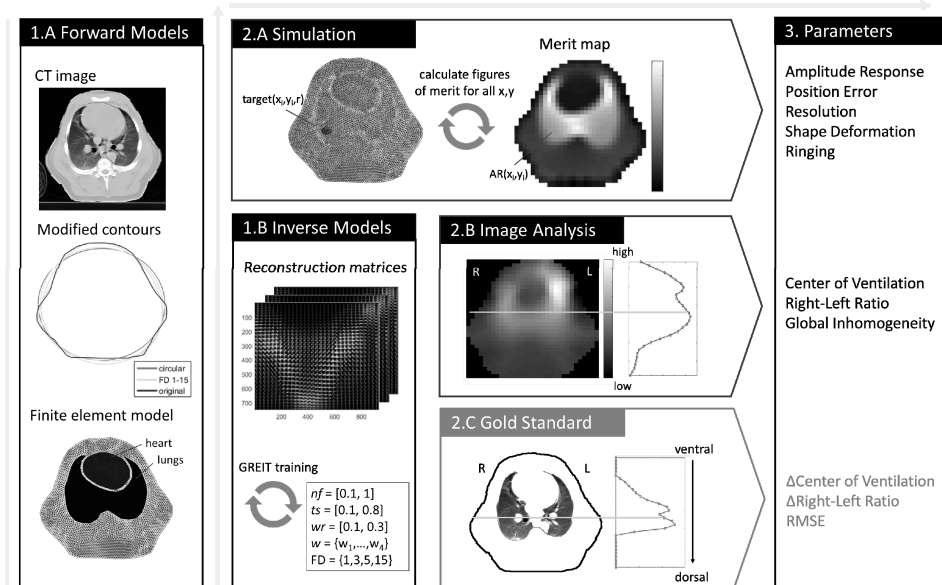 1.A Forward Models
CT image
Modified contours
circular
FD 1-15
original
Finite element model
heart
lungs
2.A Simulation
target(xᵢ,yᵢ,r)
calculate figures
of merit for all x,y
Merit map
AR(xᵢ,yᵢ)
1.B Inverse Models
Reconstruction matrices
100
200
300
400
500
600
700
200 400 600 800
GREIT training
nf = [0.1, 1]
ts = [0.1, 0.8]
wr = [0.1, 0.3]
w = {w₁,...,w₄}
FD = {1,3,5,15}
2.B Image Analysis
high
R L
low
2.C Gold Standard
ventral
R L
dorsal
3. Parameters
Amplitude Response
Position Error
Resolution
Shape Deformation
Ringing
Center of Ventilation
Right-Left Ratio
Global Inhomogeneity
ΔCenter of Ventilation
ΔRight-Left Ratio
RMSE